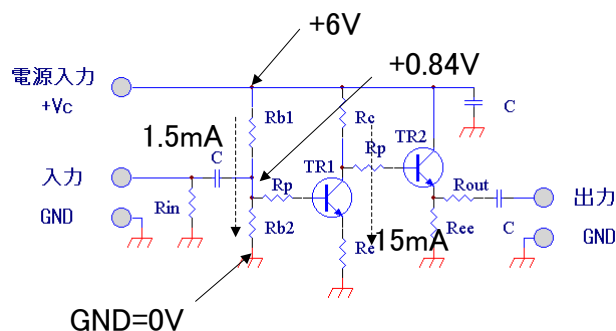 +6V
電源入力
+Vc
+0.84V
C
Rb1
Rc
1.5mA
C
TR1
Rp
TR2
入力
Rp
Rout
出力
Rin
GND
Rb2
Re
15mA
Ree
C
GND
GND=0V